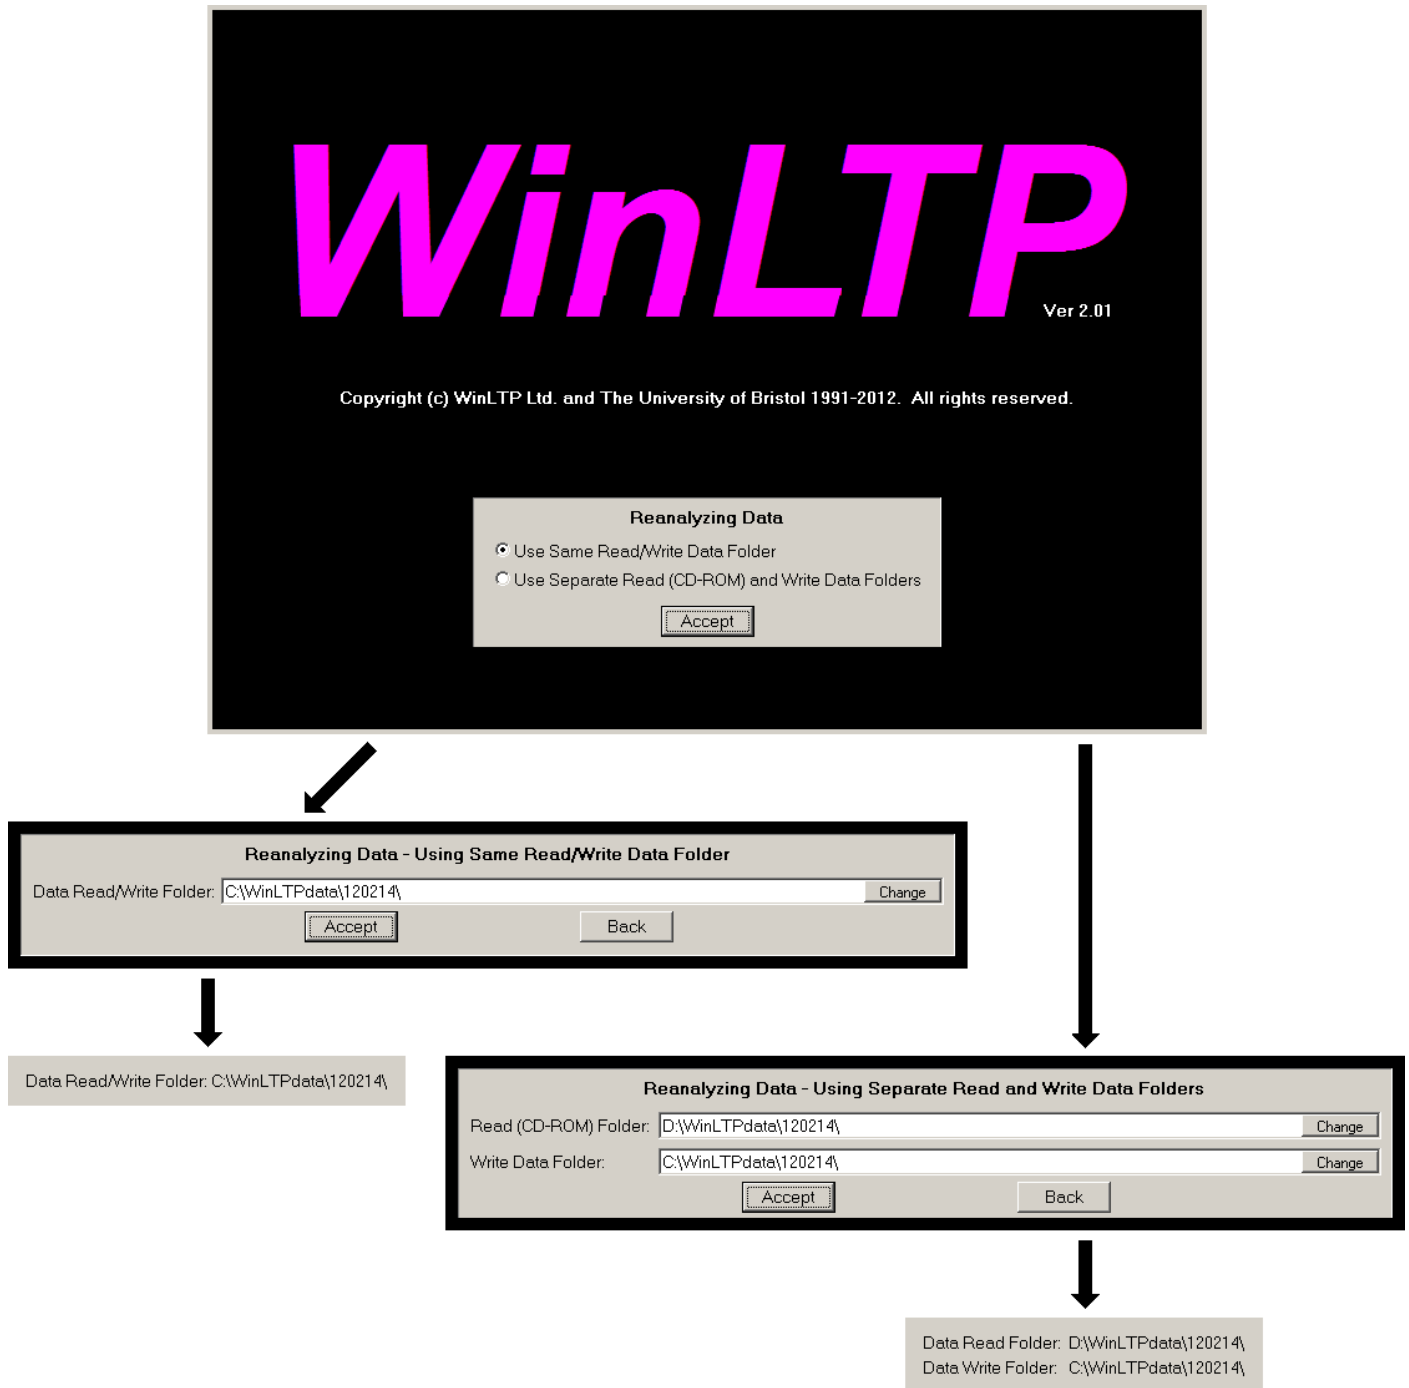 WinLTP
Ver 2.01
Copyright (c) WinLTP Ltd. and The University of Bristol 1991-2012. All rights reserved.
Reanalyzing Data
Use Same Read/Write Data Folder
Use Separate Read (CD-ROM) and Write Data Folders
Accept
Reanalyzing Data - Using Same Read/Write Data Folder
Data Read/Write Folder: C:\WinLTPdata\120214\ Change
Accept Back
Data Read/Write Folder: C:\WinLTPdata\120214\
Reanalyzing Data - Using Separate Read and Write Data Folders
Read (CD-ROM) Folder: D:\WinLTPdata\120214\ Change
Write Data Folder: C:\WinLTPdata\120214\ Change
Accept Back
Data Read Folder: D:\WinLTPdata\120214\
Data Write Folder: C:\WinLTPdata\120214\